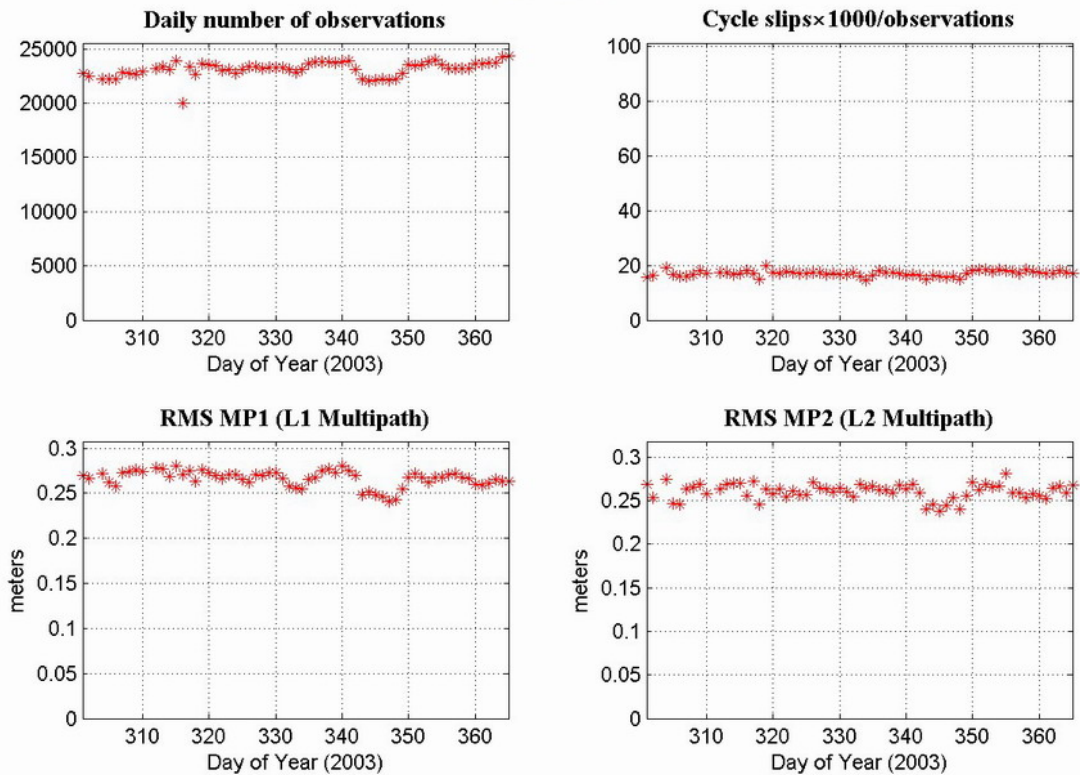 Daily number of observations
25000
20000
15000
10000
5000
0
310 320 330 340 350 360
Day of Year (2003)
Cycle slips×1000/observations
100
80
60
40
20
0
310 320 330 340 350 360
Day of Year (2003)
RMS MP1 (L1 Multipath)
meters
0.3
0.25
0.2
0.15
0.1
0.05
0
310 320 330 340 350 360
Day of Year (2003)
RMS MP2 (L2 Multipath)
meters
0.3
0.25
0.2
0.15
0.1
0.05
0
310 320 330 340 350 360
Day of Year (2003)